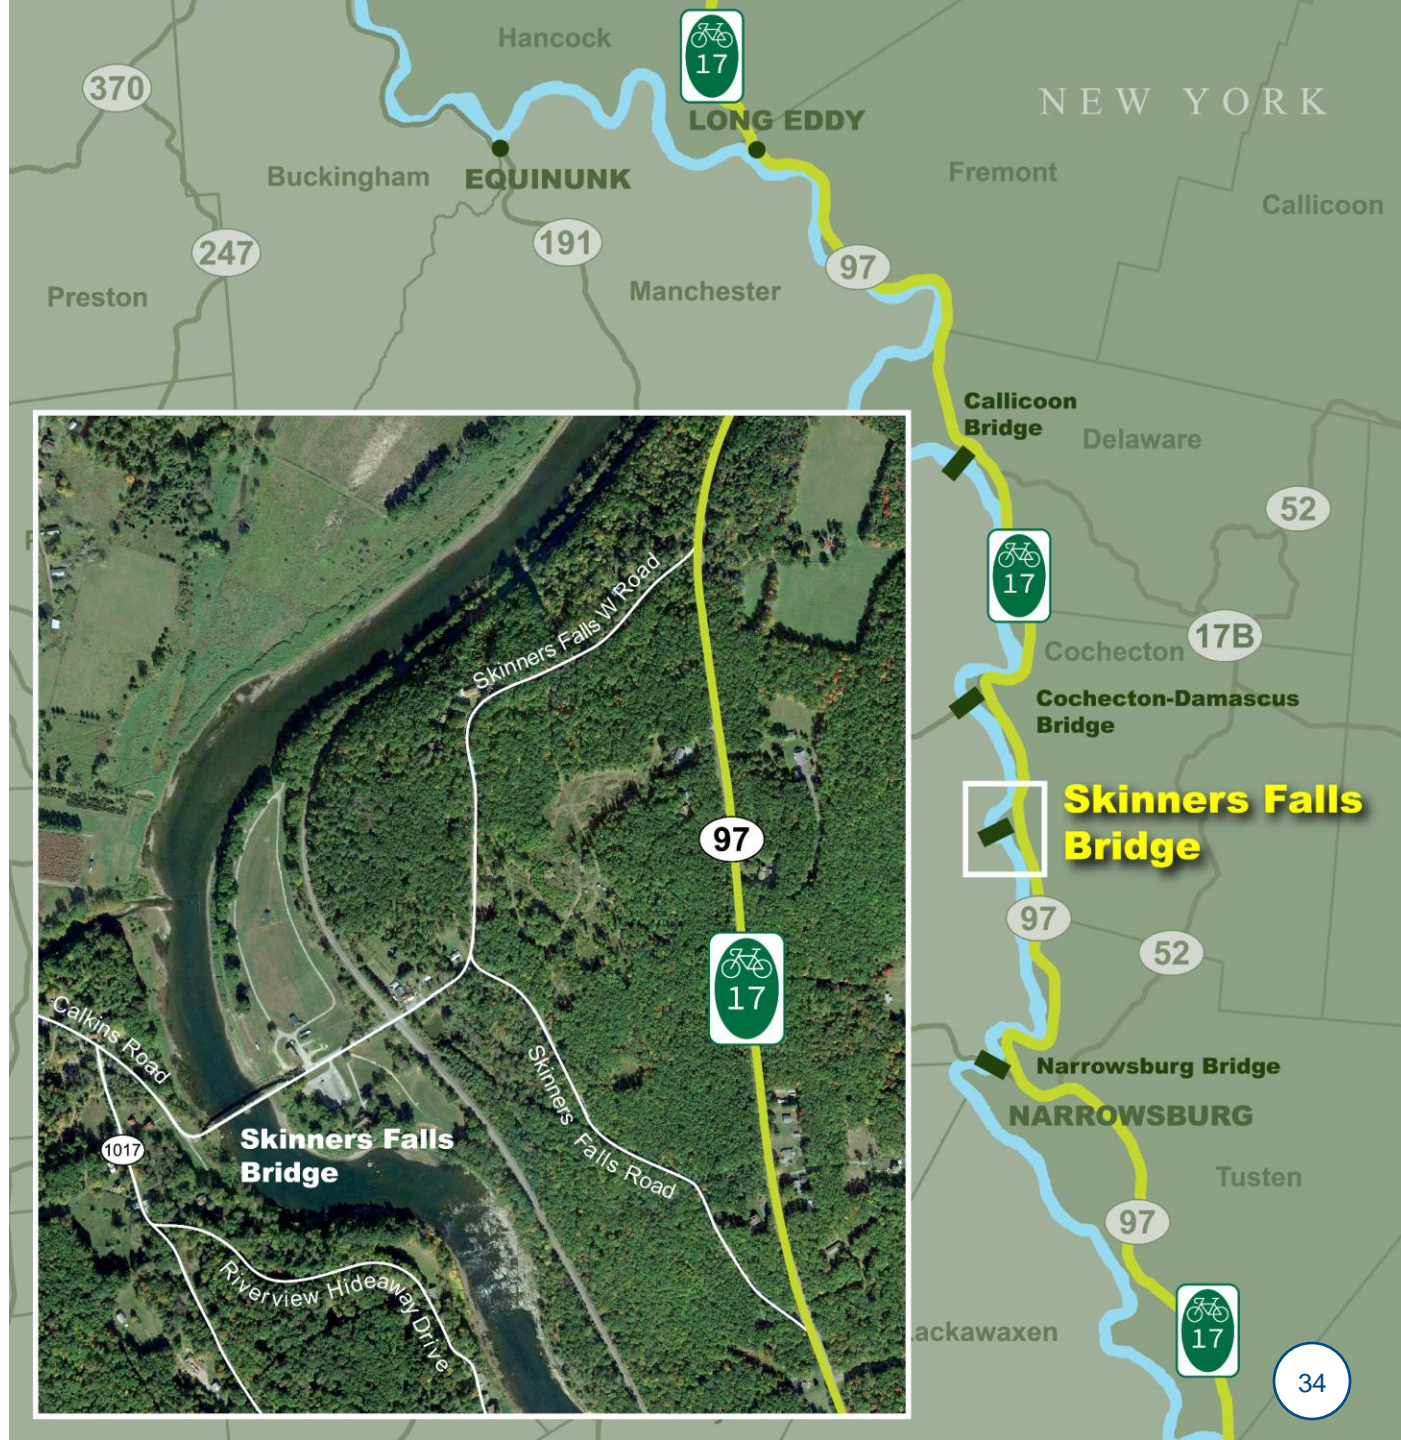 Hancock
17
370
NEW YORK
LONG EDDY
Buckingham
EQUINUNK
Fremont
Callicoon
247
191
97
Preston
Manchester
Callicoon
Bridge
Delaware
52
17
17B
Cochecton
Cochecton-Damascus
Bridge
Skinners Falls
Bridge
97
52
Narrowsburg Bridge
NARROWSBURG
Tusten
97
ackawaxen
17
34
Skinners Falls W Road
97
17
Calkins Road
Skinners Falls Road
Skinners Falls
Bridge
1017
Riverview Hideaway Drive